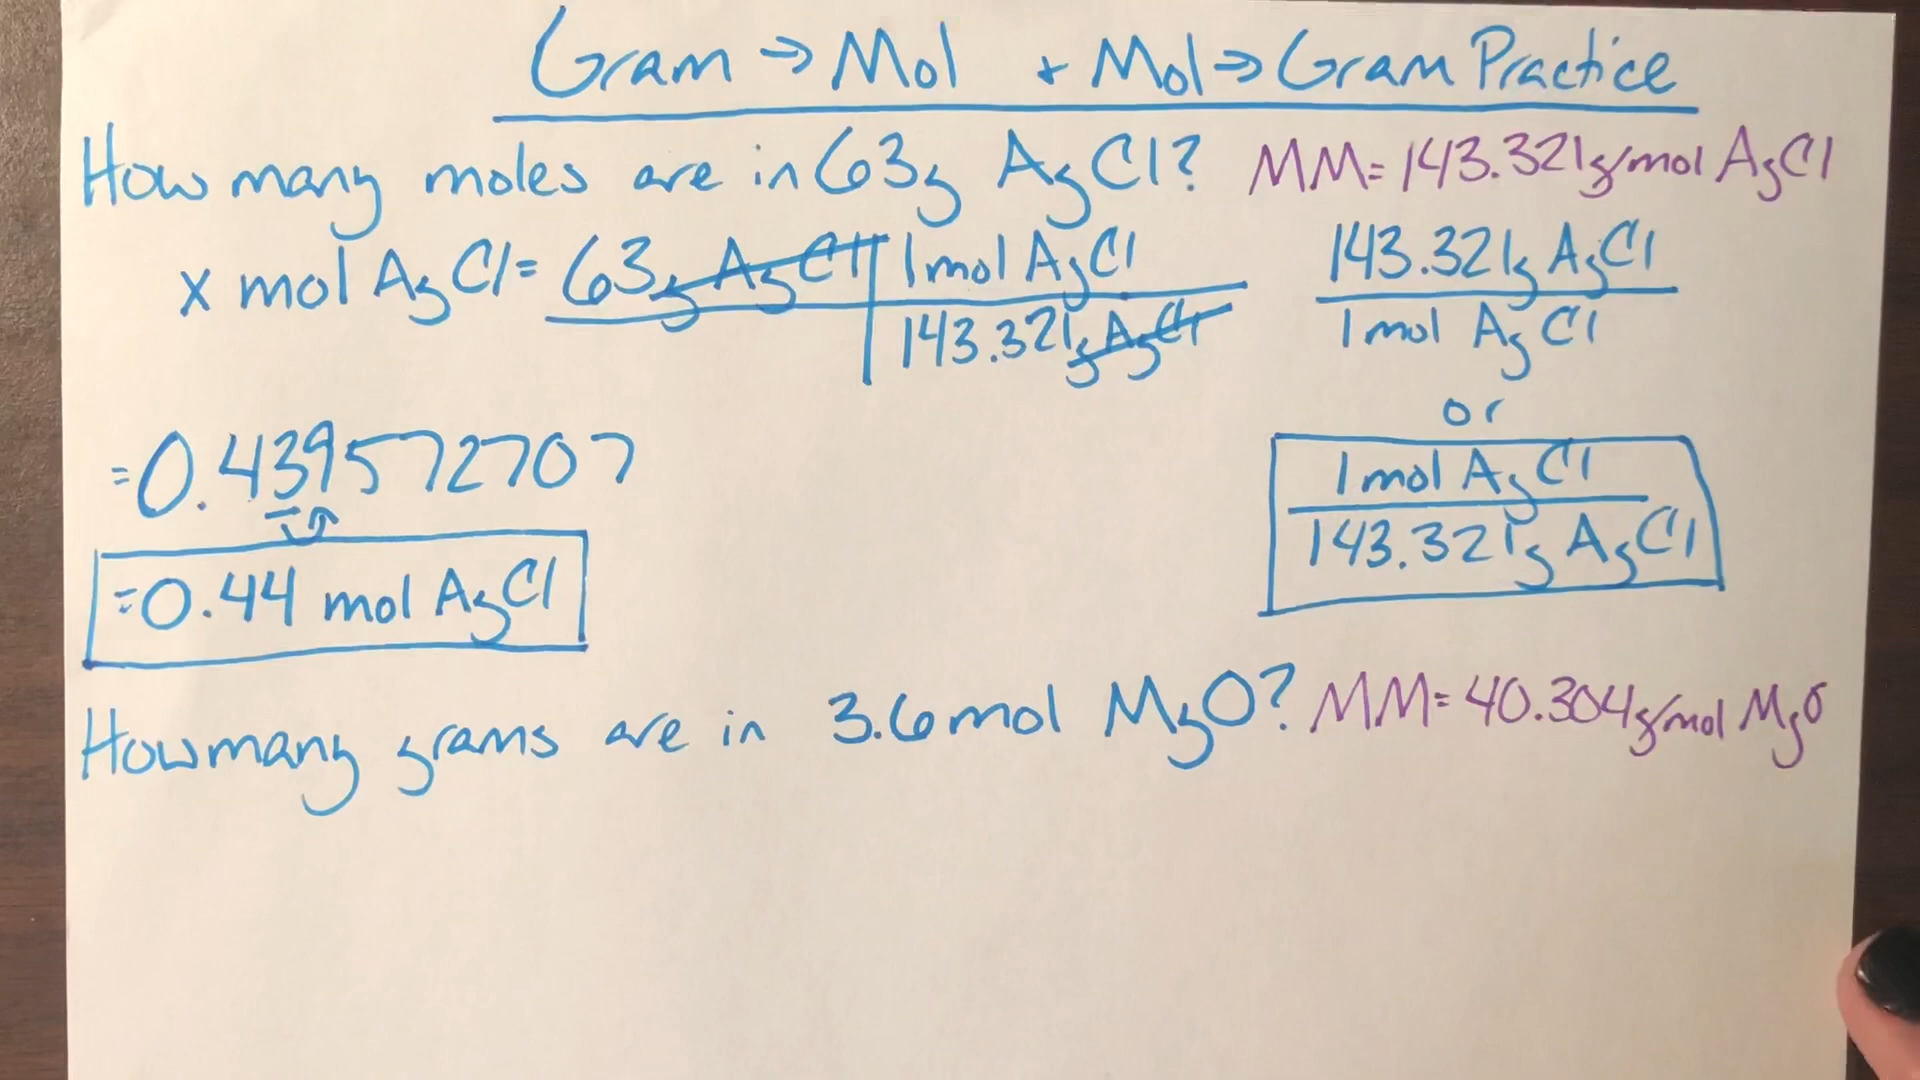 Gram → Mol + Mol → Gram Practice
How many moles are in 63g AgCl? MM= 143.321g/mol AgCl
x mol AgCl = 63g AgCl | 1 mol AgCl
143.321g AgCl
143.321g AgCl
1 mol AgCl
or
1 mol AgCl
143.321g AgCl
= 0.439572707
= 0.44 mol AgCl
How many grams are in 3.6 mol MgO? MM= 40.304g/mol MgO